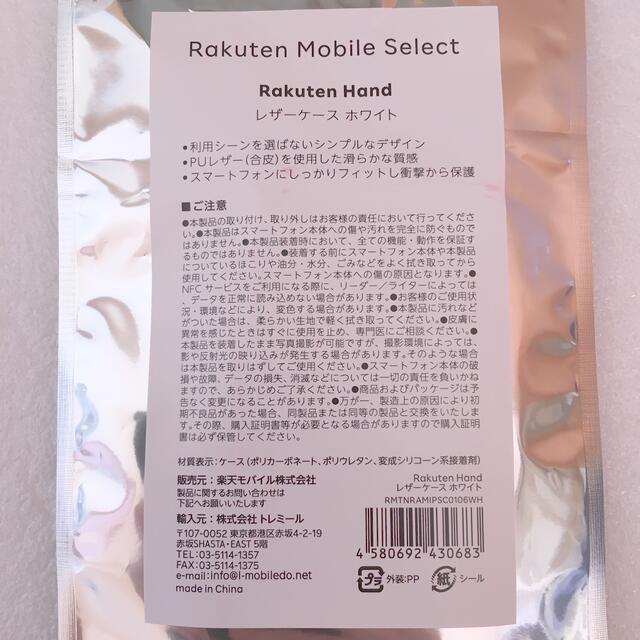 Rakuten Mobile Select
Rakuten Hand
レザーケース ホワイト
•利用シーンを選ばないシンプルなデザイン
•PUレザー(合皮)を使用した滑らかな質感
•スマートフォンにしっかりフィットし衝撃から保護
■ご注意
●本製品の取り付け、取り外しはお客様の責任において行ってくださ
い。●本製品はスマートフォン本体への傷や汚れを完全に防ぐもので
はありません。●本製品装着時において、全ての機能・動作を保証す
るものではありません。●装着する前にスマートフォン本体や本製品
についているほこりや油分・水分、ごみなどをよく拭き取ってから
使用してください。スマートフォン本体への傷の原因となります。●
NFC サービスをご利用になる際に、リーダー/ライターによって
は、データを正常に読み込めない場合があります。●お客様のご使用状
況・環境などにより、変色する場合があります。●本製品に汚れなど
がついた場合は、柔らかい生地で軽く拭き取ってください。●皮膚に
異常を感じたときはすぐに使用を止め、専門医にご相談ください。●
本製品を装着したまま写真撮影が可能ですが、撮影環境によっては、
影や反射光の映り込みが発生する場合があります。そのような場合
は本製品をはずしてご使用ください。●スマートフォン本体の破
損や故障、データの損失、消滅などについては一切の責任を負いかね
ますので、あらかじめご了承ください。●商品およびパッケージは予
告なく変更になることがあります。●万が一、製造上の原因により初
期不良品があった場合、同製品または同等の製品と交換をいたしま
す。その際、購入証明書等が必要となる場合がありますので購入証明
書は必ず保管してください。
材質表示:ケース(ポリカーボネート、ポリウレタン、変成シリコーン系接着剤)
販売元:楽天モバイル株式会社
製品に関するお問い合わせは
下記へお願いいたします
輸入元:株式会社 トレミール
〒107-0052 東京都港区赤坂4-2-19
赤坂SHASTA・EAST 5階
TEL:03-5114-1357
FAX:03-5114-1375
e-mail:info@l-mobiledo.net
made in China
Rakuten Hand
レザーケース ホワイト
RMTNRAMIPSC0106WH
4 580692 430683
プラ 外装:PP 紙 シール